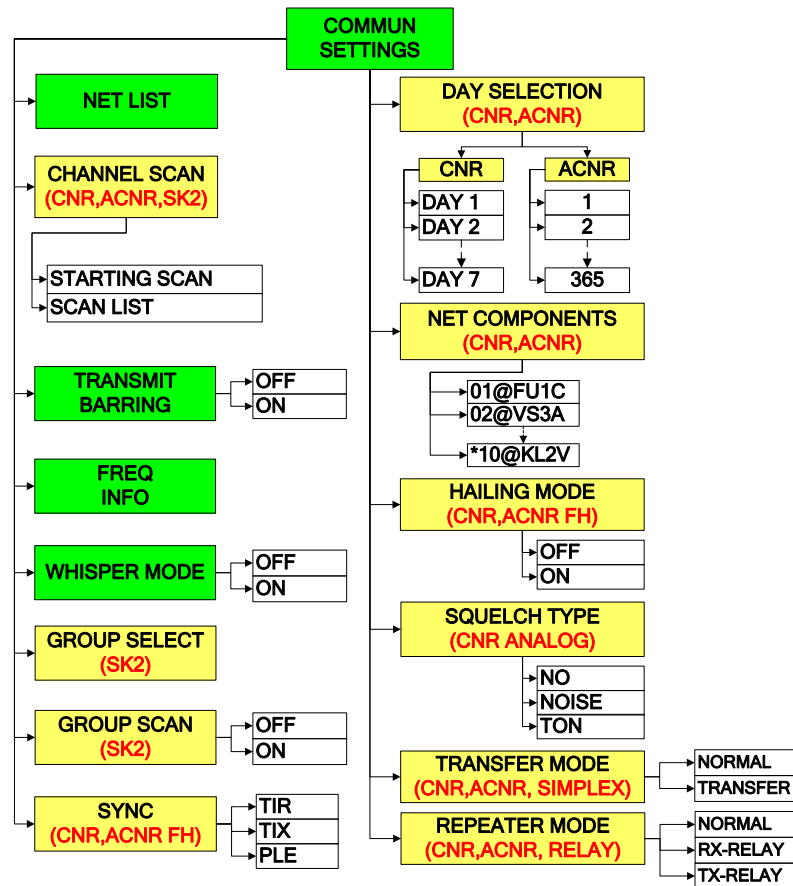 COMMUN
SETTINGS
NET LIST
CHANNEL SCAN
(CNR,ACNR,SK2)
STARTING SCAN
SCAN LIST
TRANSMIT
BARRING
OFF
ON
FREQ
INFO
WHISPER MODE
OFF
ON
GROUP SELECT
(SK2)
GROUP SCAN
(SK2)
OFF
ON
SYNC
(CNR,ACNR FH)
TIR
TIX
PLE
DAY SELECTION
(CNR,ACNR)
CNR
DAY 1
DAY 2
DAY 7
ACNR
1
2
365
NET COMPONENTS
(CNR,ACNR)
01@FU1C
02@VS3A
*10@KL2V
HAILING MODE
(CNR,ACNR FH)
OFF
ON
SQUELCH TYPE
(CNR ANALOG)
NO
NOISE
TON
TRANSFER MODE
(CNR,ACNR, SIMPLEX)
NORMAL
TRANSFER
REPEATER MODE
(CNR,ACNR, RELAY)
NORMAL
RX-RELAY
TX-RELAY